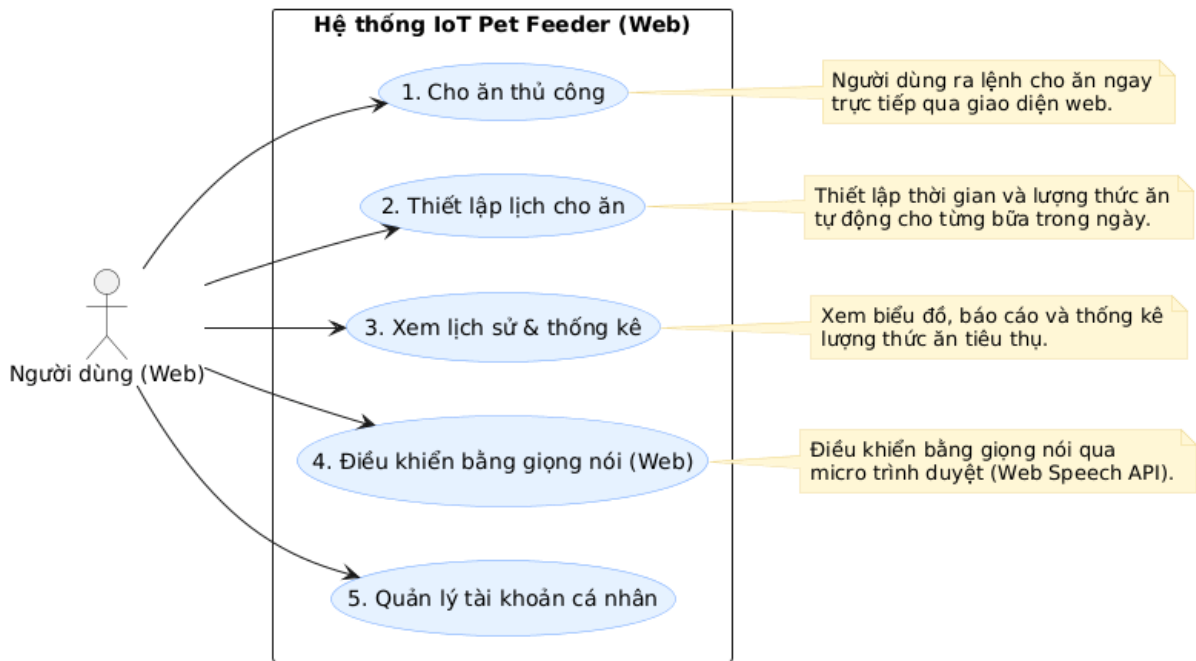 Hệ thống IoT Pet Feeder (Web)
1. Cho ăn thủ công
Người dùng ra lệnh cho ăn ngay
trực tiếp qua giao diện web.
2. Thiết lập lịch cho ăn
Thiết lập thời gian và lượng thức ăn
tự động cho từng bữa trong ngày.
3. Xem lịch sử & thống kê
Xem biểu đồ, báo cáo và thống kê
lượng thức ăn tiêu thụ.
Người dùng (Web)
4. Điều khiển bằng giọng nói (Web)
Điều khiển bằng giọng nói qua
micro trình duyệt (Web Speech API).
5. Quản lý tài khoản cá nhân